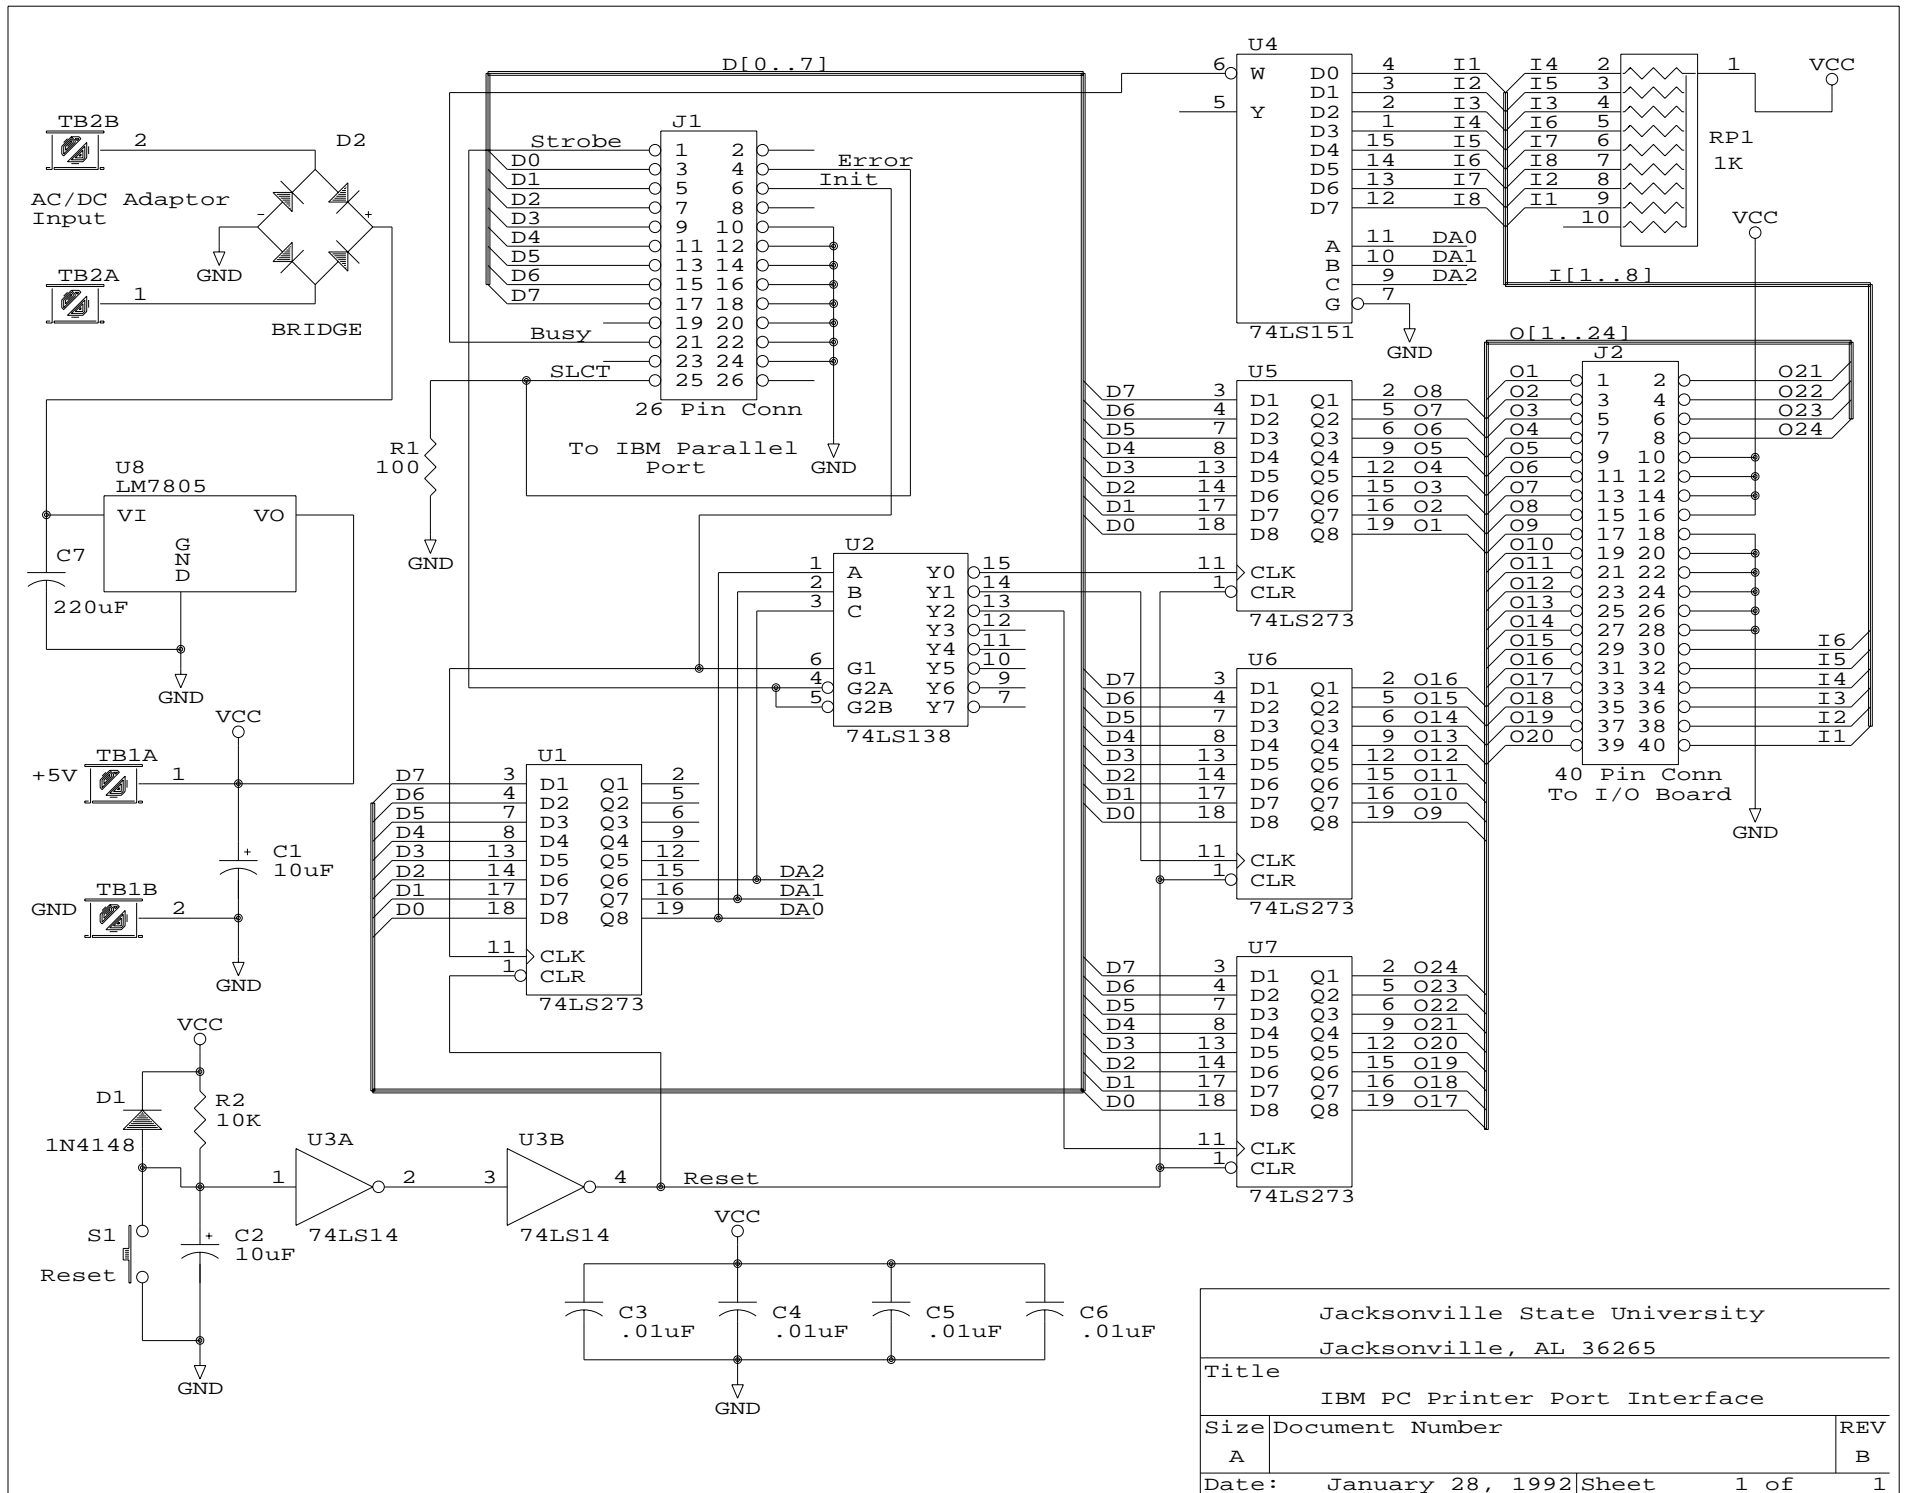 D[0..7]
TB2B
2
D2
AC/DC Adaptor
Input
-
+
GND
TB2A
1
BRIDGE
U8
LM7805
VI
VO
GND
C7
220uF
GND
VCC
TB1A
+5V
1
C1
+
10uF
TB1B
GND
2
GND
VCC
D1
1N4148
R2
10K
S1
Reset
+
C2
10uF
GND
U3A
1
2
74LS14
U3B
3
4
74LS14
Reset
J1
Strobe 1 2
D0 3 4 Error
D1 5 6 Init
D2 7 8
D3 9 10
D4 11 12
D5 13 14
D6 15 16
D7 17 18
19 20
Busy 21 22
23 24
SLCT 25 26
26 Pin Conn
To IBM Parallel
Port
GND
R1
100
GND
U2
1 A Y0 15
2 B Y1 14
3 C Y2 13
Y3 12
Y4 11
6 G1 Y5 10
4 G2A Y6 9
5 G2B Y7 7
74LS138
U1
D7 3 D1 Q1 2
D6 4 D2 Q2 5
D5 7 D3 Q3 6
D4 8 D4 Q4 9
D3 13 D5 Q5 12
D2 14 D6 Q6 15 DA2
D1 17 D7 Q7 16 DA1
D0 18 D8 Q8 19 DA0
11 CLK
1 CLR
74LS273
VCC
C3
.01uF
C4
.01uF
C5
.01uF
C6
.01uF
GND
U4
6 W D0 4 I1
D1 3 I2
5 Y D2 2 I3
D3 1 I4
D4 15 I5
D5 14 I6
D6 13 I7
D7 12 I8
A 11 DA0
B 10 DA1
C 9 DA2
G 7
74LS151
GND
I4 2
I5 3
I3 4
I6 5
I7 6
I8 7
I2 8
I1 9
10
1
VCC
RP1
1K
VCC
I[1..8]
O[1..24]
U5
D7 3 D1 Q1 2 O8
D6 4 D2 Q2 5 O7
D5 7 D3 Q3 6 O6
D4 8 D4 Q4 9 O5
D3 13 D5 Q5 12 O4
D2 14 D6 Q6 15 O3
D1 17 D7 Q7 16 O2
D0 18 D8 Q8 19 O1
11 CLK
1 CLR
74LS273
U6
D7 3 D1 Q1 2 O16
D6 4 D2 Q2 5 O15
D5 7 D3 Q3 6 O14
D4 8 D4 Q4 9 O13
D3 13 D5 Q5 12 O12
D2 14 D6 Q6 15 O11
D1 17 D7 Q7 16 O10
D0 18 D8 Q8 19 O9
11 CLK
1 CLR
74LS273
U7
D7 3 D1 Q1 2 O24
D6 4 D2 Q2 5 O23
D5 7 D3 Q3 6 O22
D4 8 D4 Q4 9 O21
D3 13 D5 Q5 12 O20
D2 14 D6 Q6 15 O19
D1 17 D7 Q7 16 O18
D0 18 D8 Q8 19 O17
11 CLK
1 CLR
74LS273
J2
O1 1 2 O21
O2 3 4 O22
O3 5 6 O23
O4 7 8 O24
O5 9 10
O6 11 12
O7 13 14
O8 15 16
O9 17 18
O10 19 20
O11 21 22
O12 23 24
O13 25 26
O14 27 28
O15 29 30 I6
O16 31 32 I5
O17 33 34 I4
O18 35 36 I3
O19 37 38 I2
O20 39 40 I1
40 Pin Conn
To I/O Board
GND
Jacksonville State University
Jacksonville, AL 36265
Title
IBM PC Printer Port Interface
Size Document Number REV
A B
Date: January 28, 1992 Sheet 1 of 1